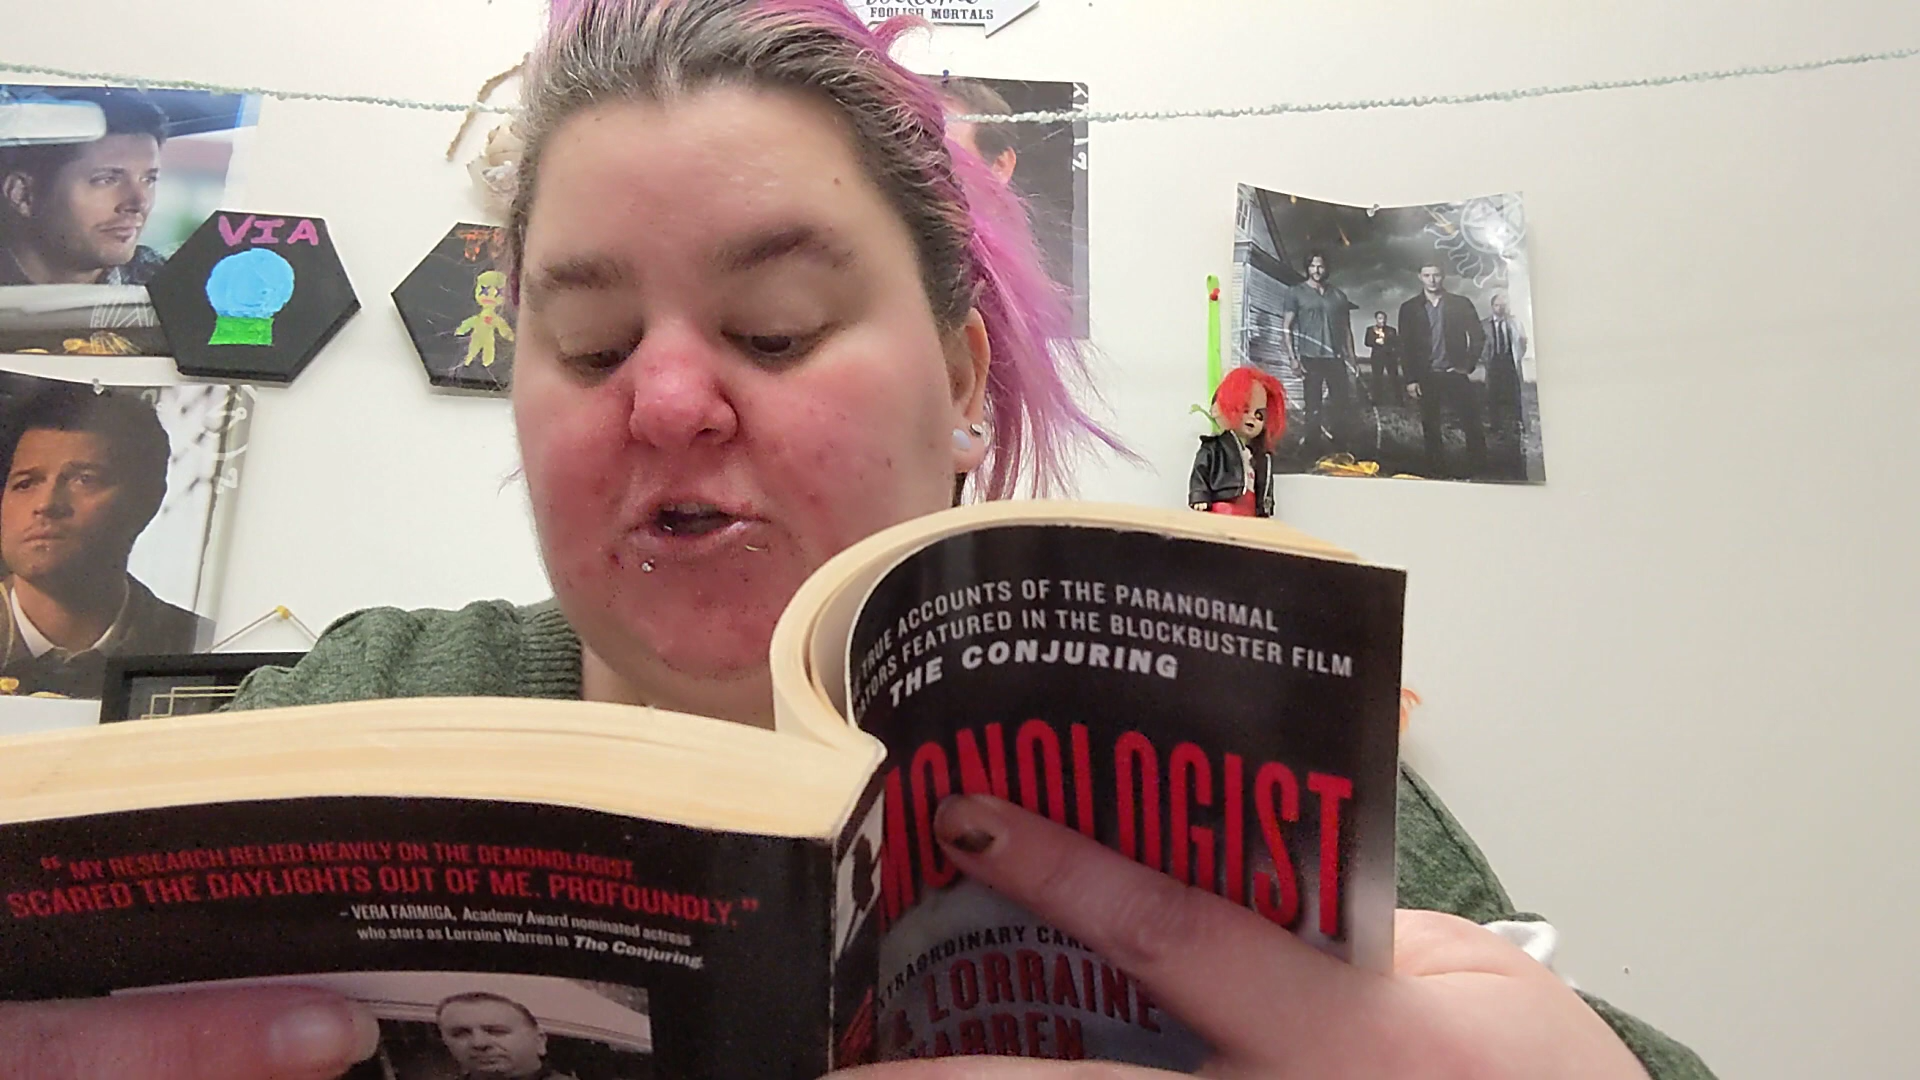 FOOLISH MORTALS
VIA
TRUE ACCOUNTS OF THE PARANORMAL
FEATURED IN THE BLOCKBUSTER FILM
THE CONJURING
MONOLOGIST
& LORRAINE
WARREN
“MY RESEARCH RELIED HEAVILY ON THE DEMONOLOGIST.
SCARED THE DAYLIGHTS OUT OF ME. PROFOUNDLY.”
– VERA FARMIGA, Academy Award nominated actress
who stars as Lorraine Warren in The Conjuring.